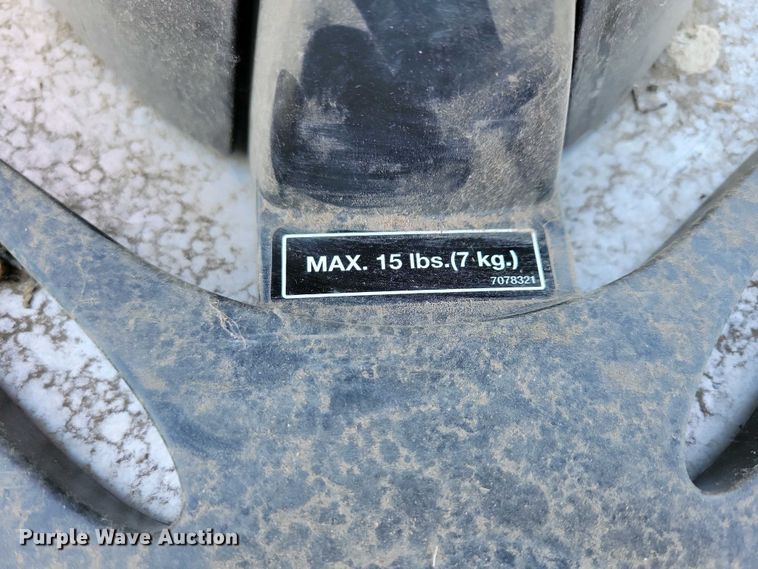 MAX. 15 lbs.(7 kg.)
7078321
Purple Wave Auction